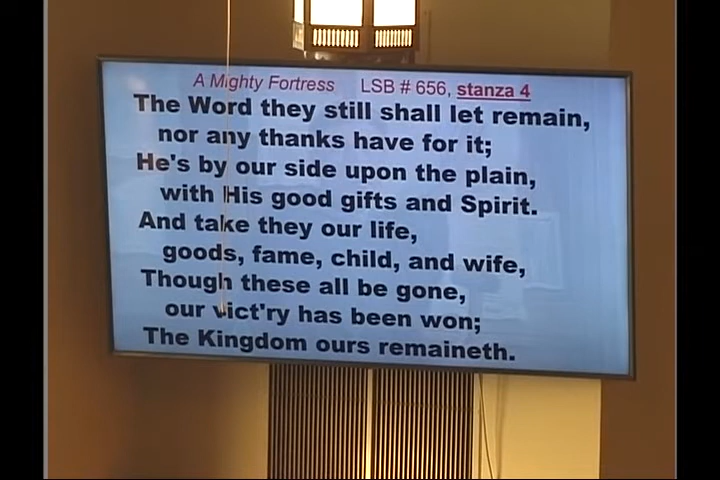 A Mighty Fortress LSB # 656, stanza 4
The Word they still shall let remain,
nor any thanks have for it;
He's by our side upon the plain,
with His good gifts and Spirit.
And take they our life,
goods, fame, child, and wife,
Though these all be gone,
our vict'ry has been won;
The Kingdom ours remaineth.